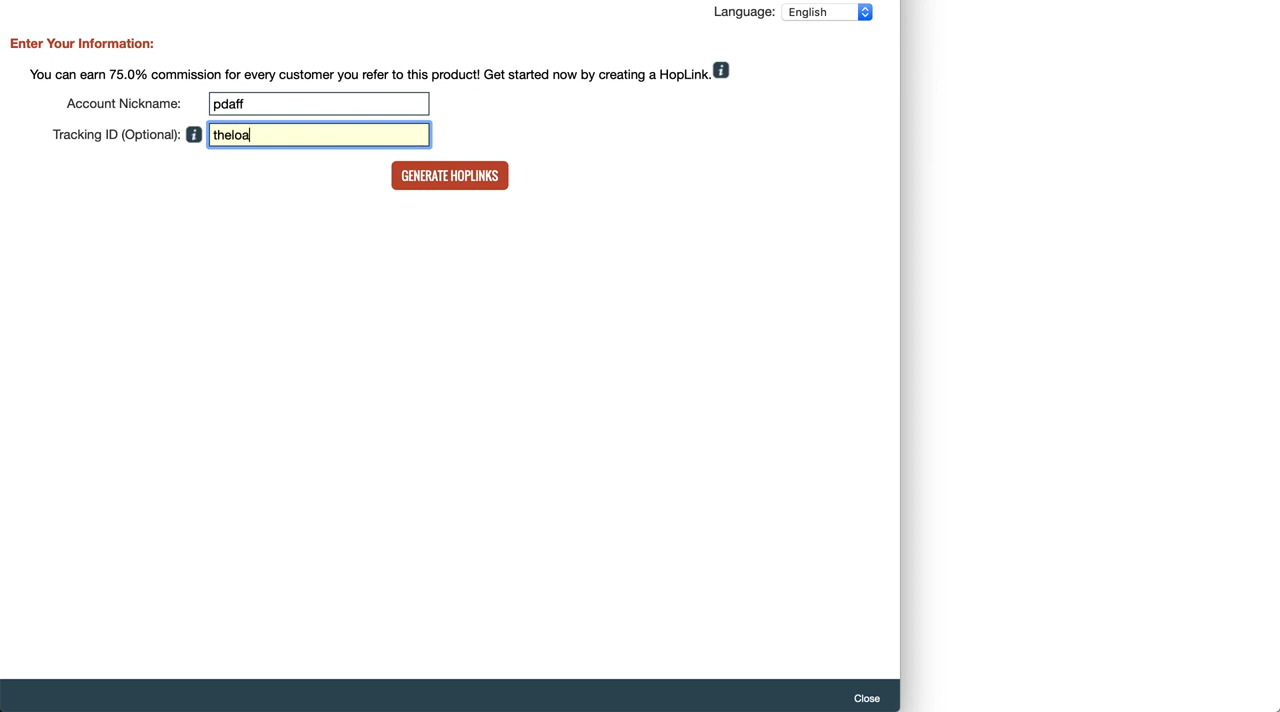 Language: English
Enter Your Information:
You can earn 75.0% commission for every customer you refer to this product! Get started now by creating a HopLink. i
Account Nickname: pdaff
Tracking ID (Optional): i theloa
GENERATE HOPLINKS
Close